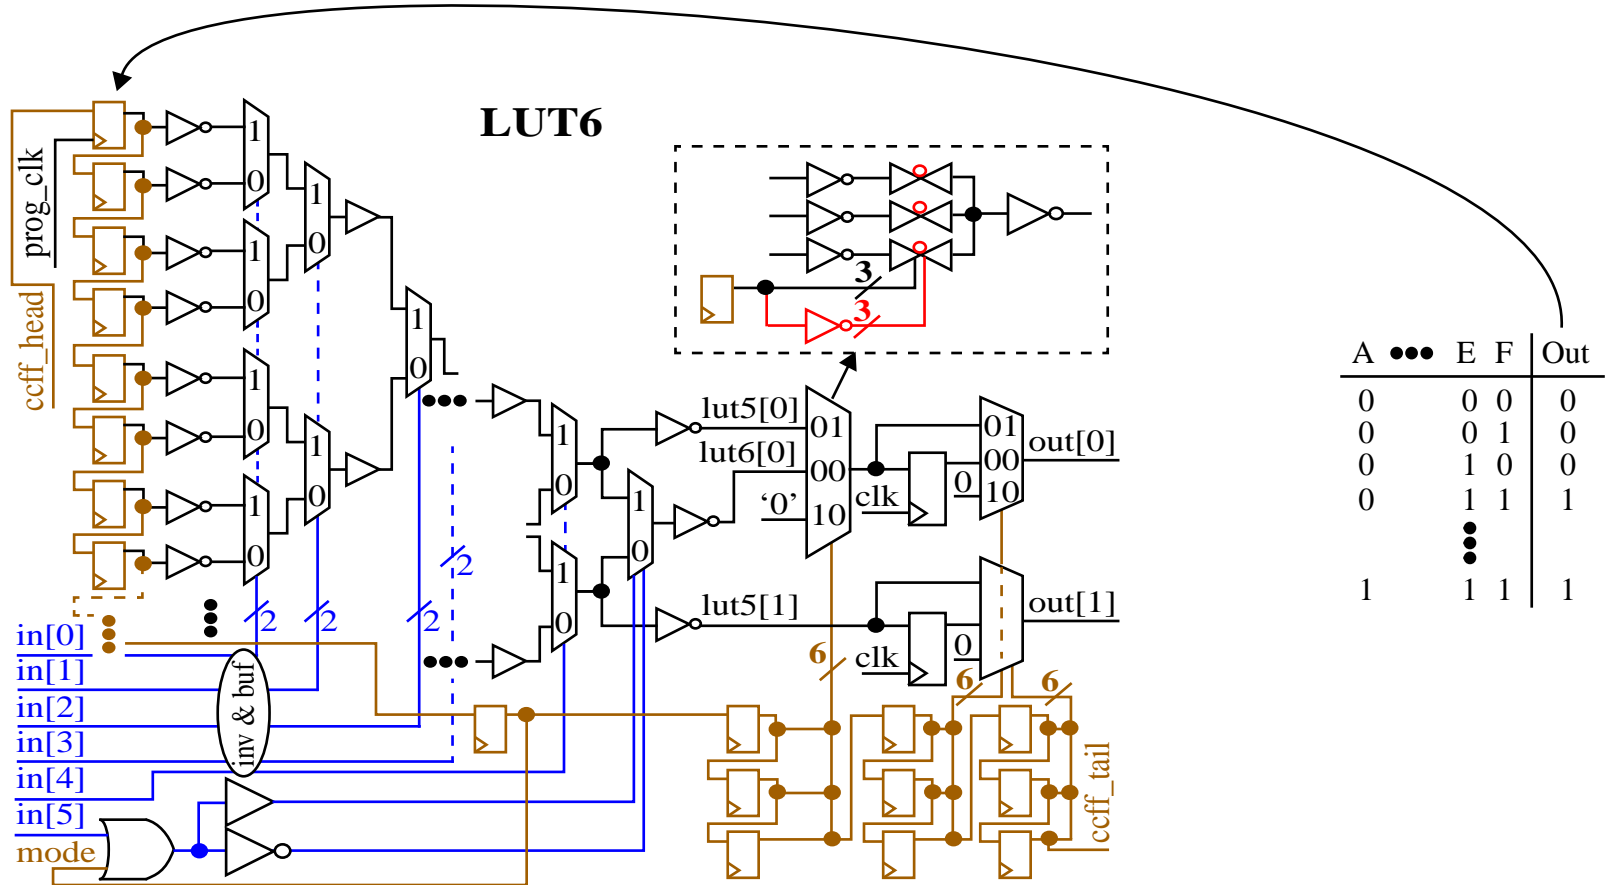 LUT6
prog_clk
ccff_head
1
0
1
0
1
0
1
0
1
0
1
0
1
0
2
2
2
2
in[0]
in[1]
in[2]
in[3]
in[4]
in[5]
mode
inv & buf
1
0
1
0
1
0
3
3
lut5[0]
lut6[0]
'0'
lut5[1]
01
00
10
clk
0
01
00
10
out[0]
clk
0
out[1]
6
6
6
ccff_tail
A ●●● E F Out
0 0 0 0
0 0 1 0
0 1 0 0
0 1 1 1
1 1 1 1